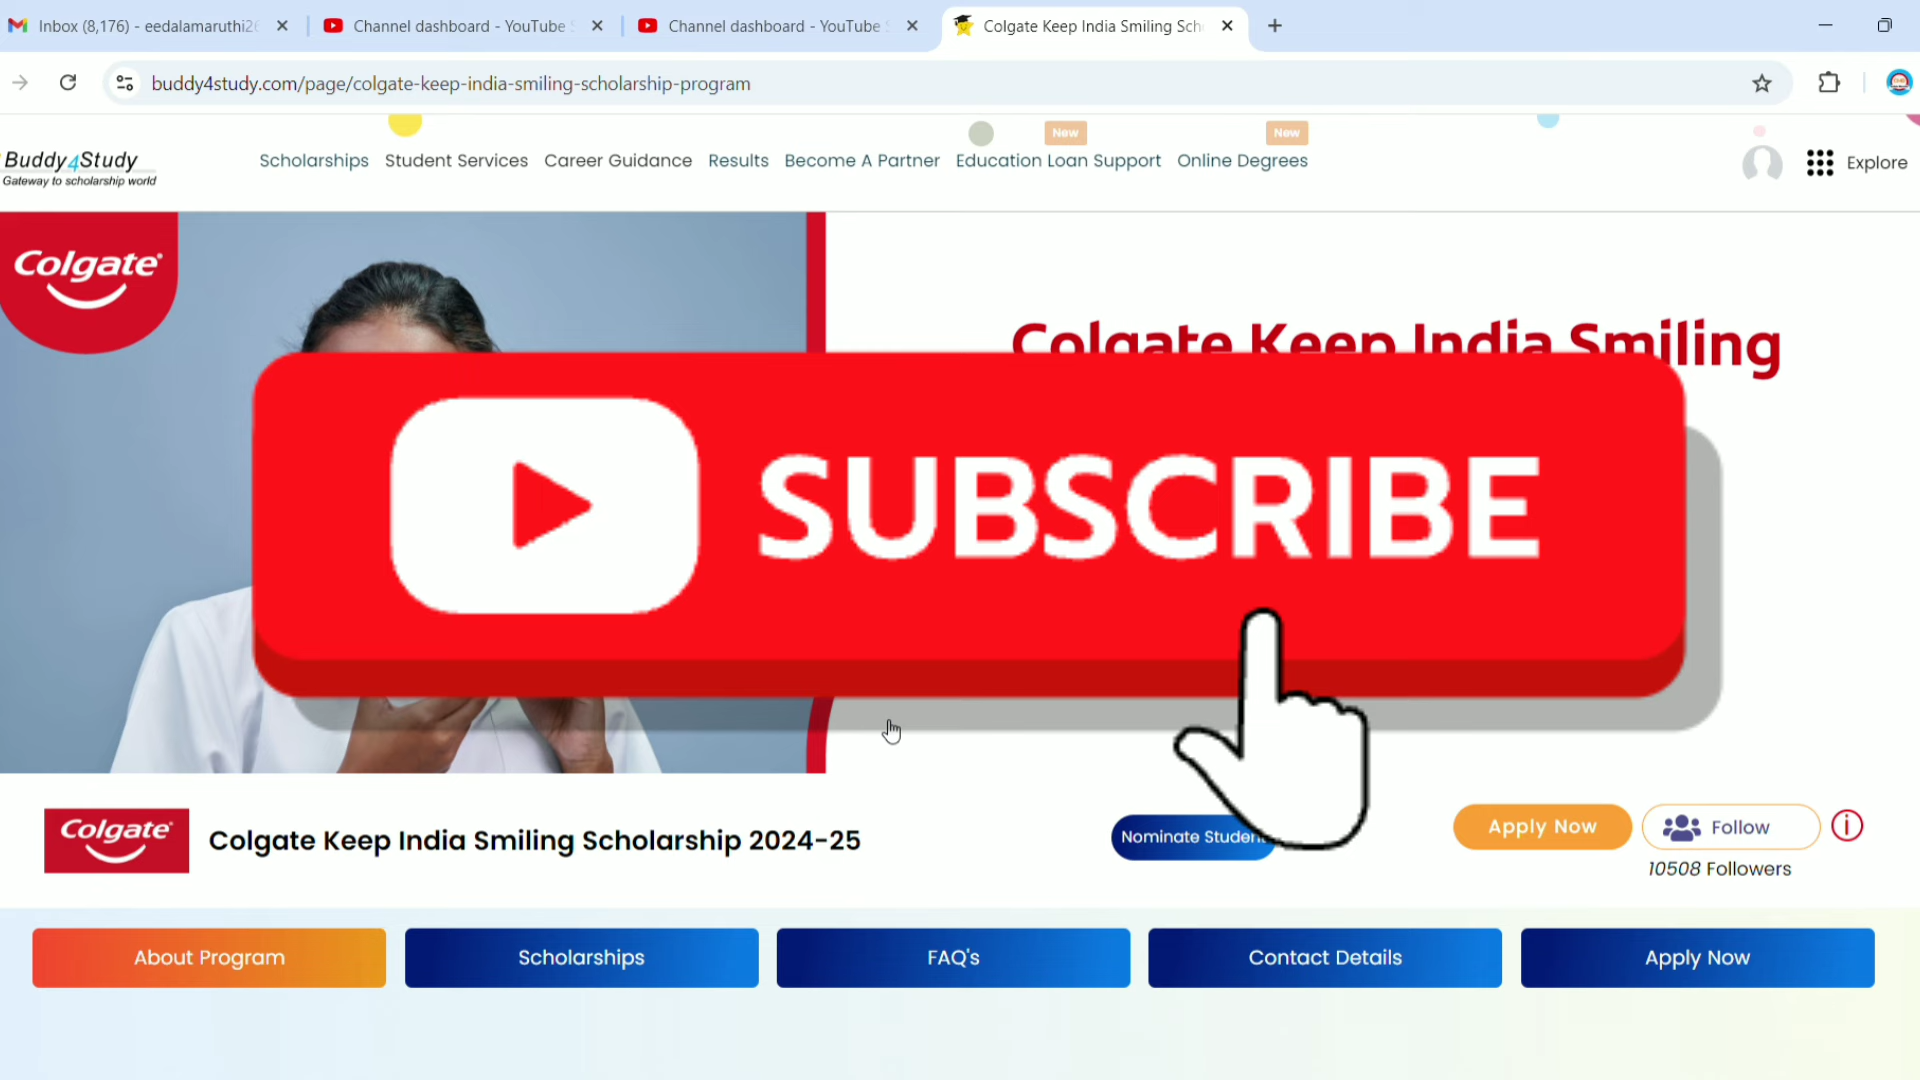 Inbox (8,176) - eedalamaruthi26
Channel dashboard - YouTube S
Channel dashboard - YouTube S
Colgate Keep India Smiling Sch
buddy4study.com/page/colgate-keep-india-smiling-scholarship-program
New
New
Buddy4Study
Gateway to scholarship world
Scholarships
Student Services
Career Guidance
Results
Become A Partner
Education Loan Support
Online Degrees
Explore
Colgate
Colgate Keep India Smiling
SUBSCRIBE
Colgate
Colgate Keep India Smiling Scholarship 2024-25
Nominate Student
Apply Now
Follow
10508 Followers
About Program
Scholarships
FAQ's
Contact Details
Apply Now